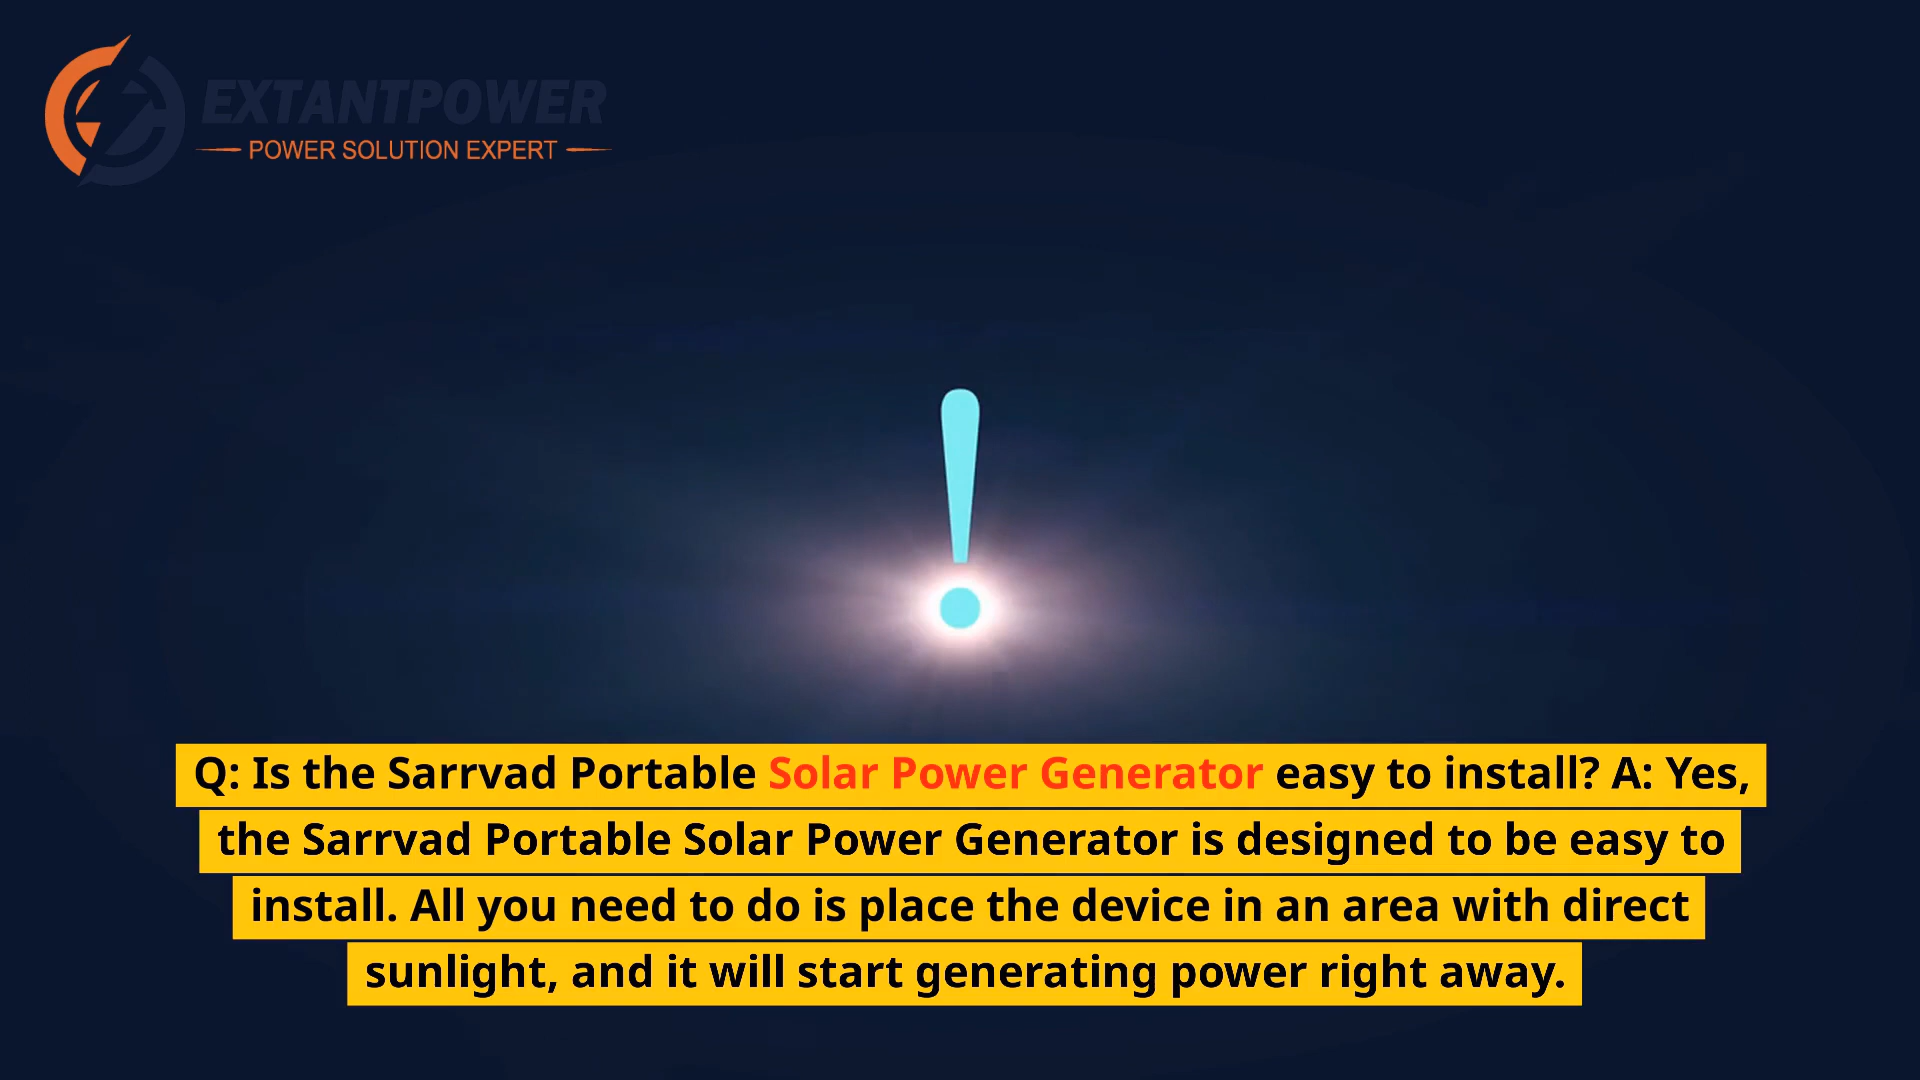 EXTANTPOWER
POWER SOLUTION EXPERT
!
Q: Is the Sarrvad Portable Solar Power Generator easy to install? A: Yes,
the Sarrvad Portable Solar Power Generator is designed to be easy to
install. All you need to do is place the device in an area with direct
sunlight, and it will start generating power right away.